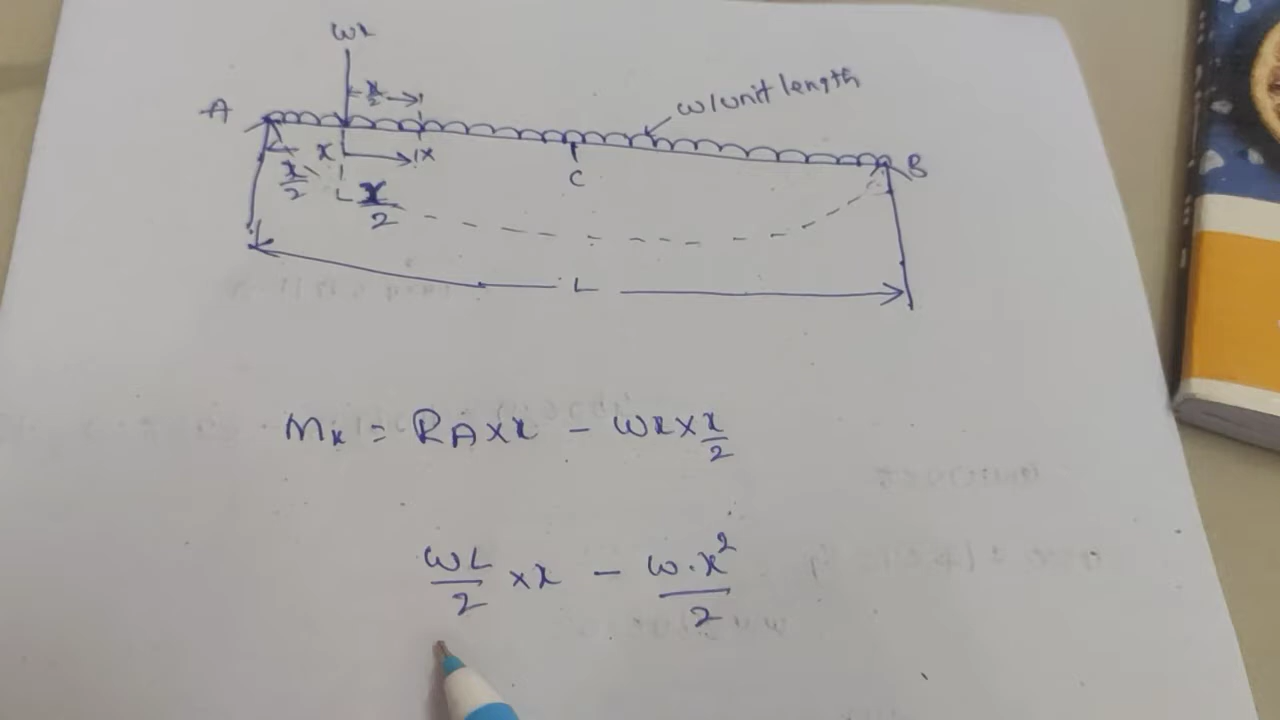 wx
x/2
A
w/unit length
x
x
B
x/2
C
x/2
L
Mx = RA×x - wx×x/2
wL/2 ×x - w.x²/2